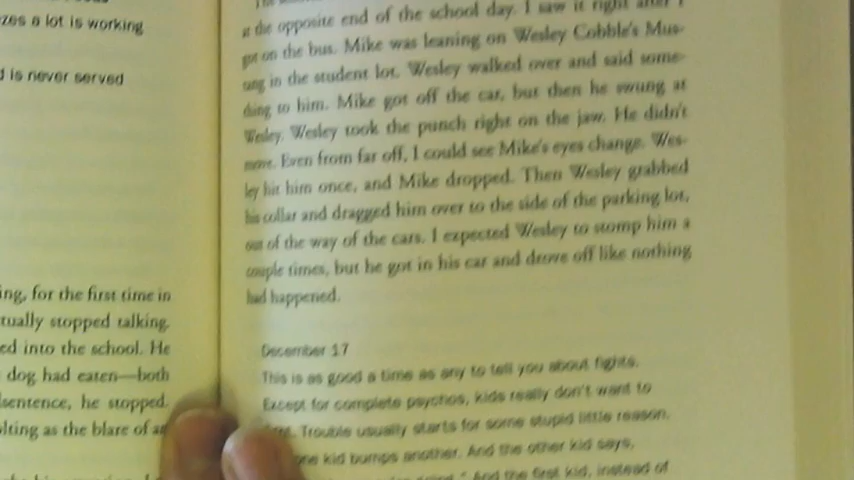 zes a lot is working
d is never served
ing, for the first time in
tually stopped talking.
ed into the school. He
dog had eaten—both
sentence, he stopped.
lting as the blare of an
at the opposite end of the school day. I saw it right after I
got on the bus. Mike was leaning on Wesley Cobble's Mus-
tang in the student lot. Wesley walked over and said some-
thing to him. Mike got off the car, but then he swung at
Wesley. Wesley took the punch right on the jaw. He didn't
move. Even from far off, I could see Mike's eyes change. Wes-
ley hit him once, and Mike dropped. Then Wesley grabbed
his collar and dragged him over to the side of the parking lot,
out of the way of the cars. I expected Wesley to stomp him a
couple times, but he got in his car and drove off like nothing
had happened.
December 17
This is as good a time as any to tell you about fights.
Except for complete psychos, kids really don't want to
Trouble usually starts for some stupid little reason.
one kid bumps another. And the other kid says,
And the first kid, instead of